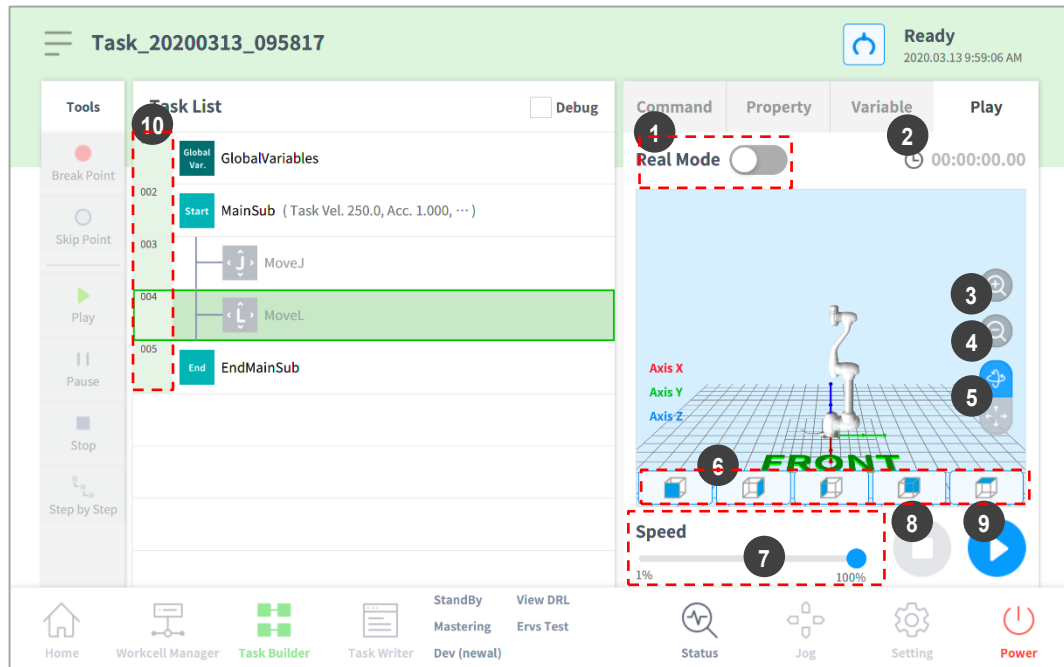 Task_20200313_095817
Ready
2020.03.13 9:59:06 AM
Tools
Break Point
Skip Point
Play
Pause
Stop
Step by Step
Task List
Debug
10
Global Var.
GlobalVariables
002
Start
MainSub ( Task Vel. 250.0, Acc. 1.000, ··· )
003
J
MoveJ
004
L
MoveL
005
End
EndMainSub
Command
Property
Variable
Play
1
2
Real Mode
00:00:00.00
3
4
5
Axis X
Axis Y
Axis Z
FRONT
6
Speed
7
1%
100%
8
9
Home
Workcell Manager
Task Builder
Task Writer
StandBy
View DRL
Mastering
Ervs Test
Dev (newal)
Status
Jog
Setting
Power